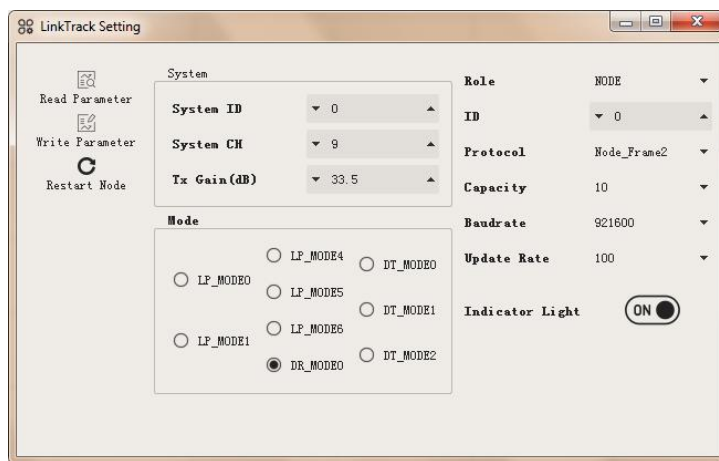 LinkTrack Setting
Read Parameter
Write Parameter
Restart Node
System
System ID 0
System CH 9
Tx Gain(dB) 33.5
Mode
LP_MODE0
LP_MODE1
LP_MODE4
LP_MODE5
LP_MODE6
DR_MODE0
DT_MODE0
DT_MODE1
DT_MODE2
Role NODE
ID 0
Protocol Node_Frame2
Capacity 10
Baudrate 921600
Update Rate 100
Indicator Light ON